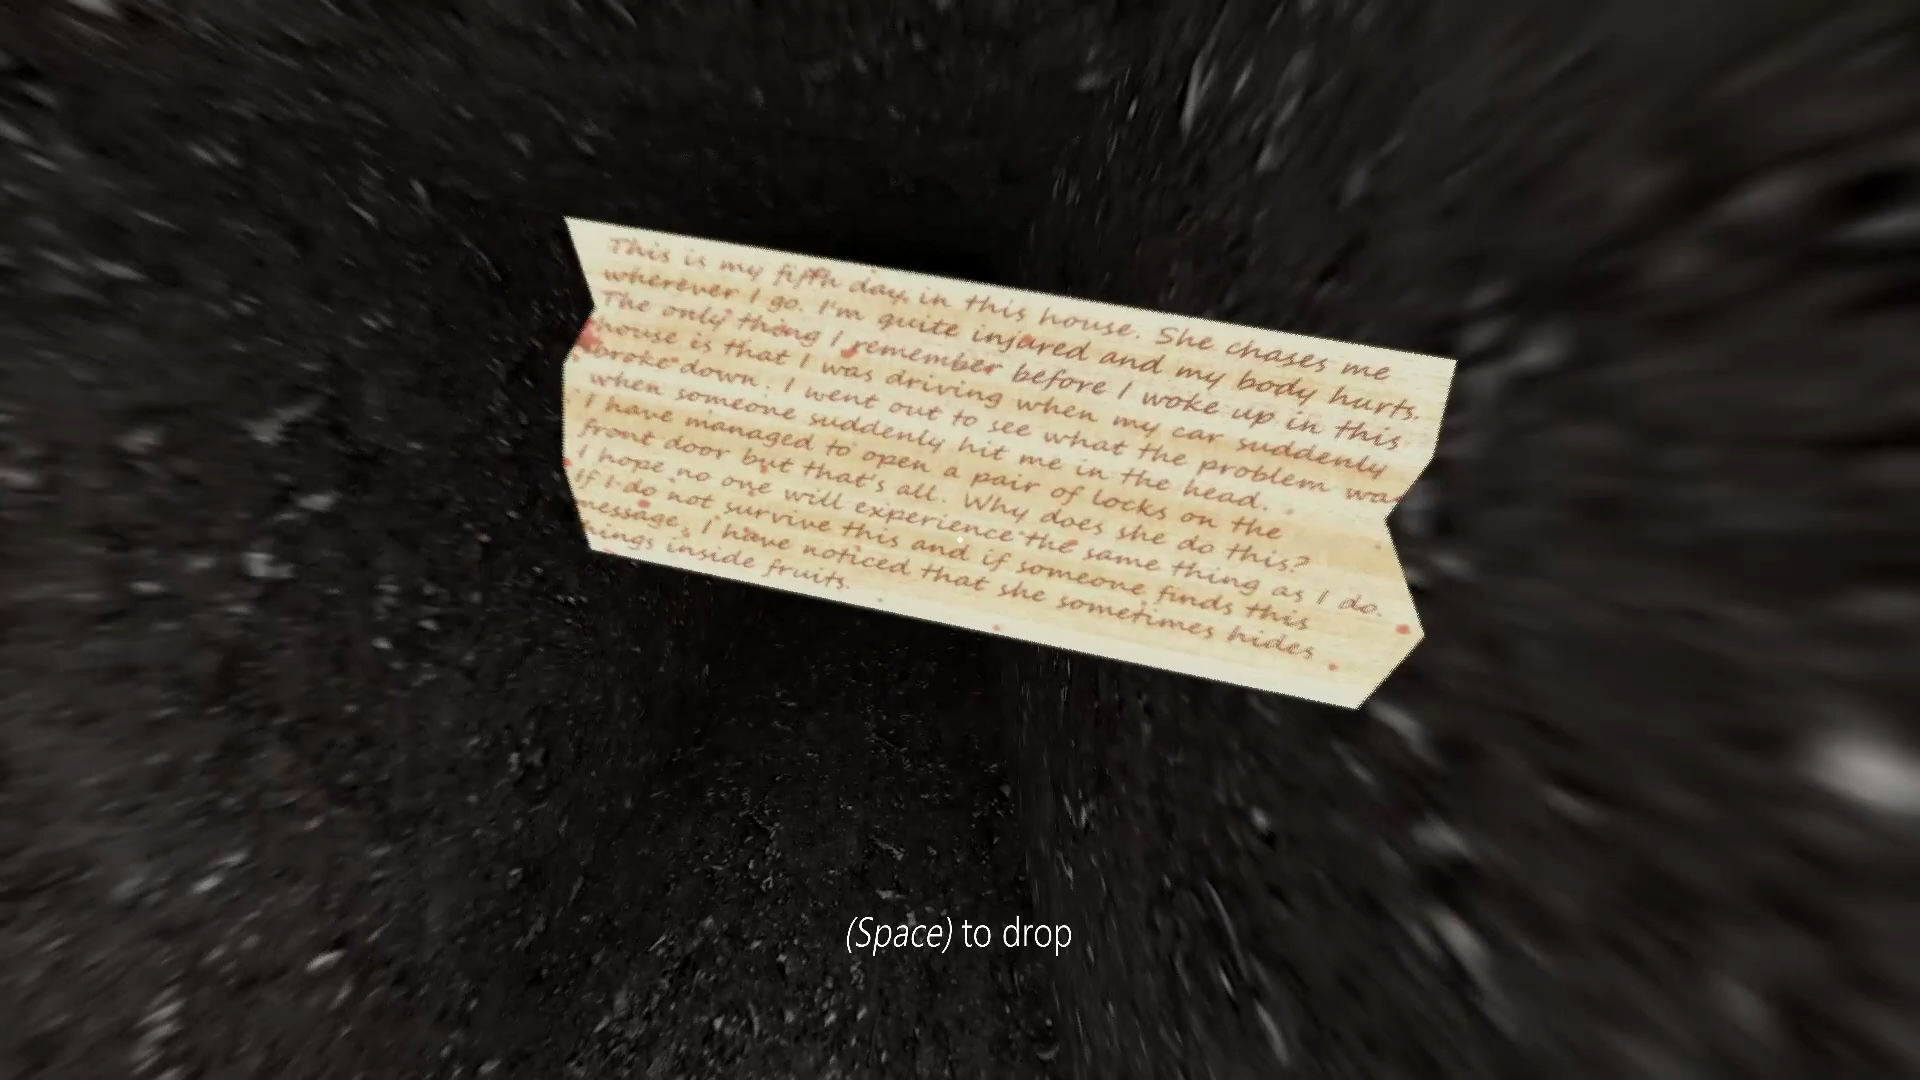 This is my fifth day in this house. She chases me
wherever I go. I'm quite injured and my body hurts.
The only thing I remember before I woke up in this
house is that I was driving when my car suddenly
broke down. I went out to see what the problem was
when someone suddenly hit me in the head.
I have managed to open a pair of locks on the
front door but that's all. Why does she do this?
I hope no one will experience the same thing as I do.
If I do not survive this and if someone finds this
message, I have noticed that she sometimes hides
things inside fruits.
(Space) to drop